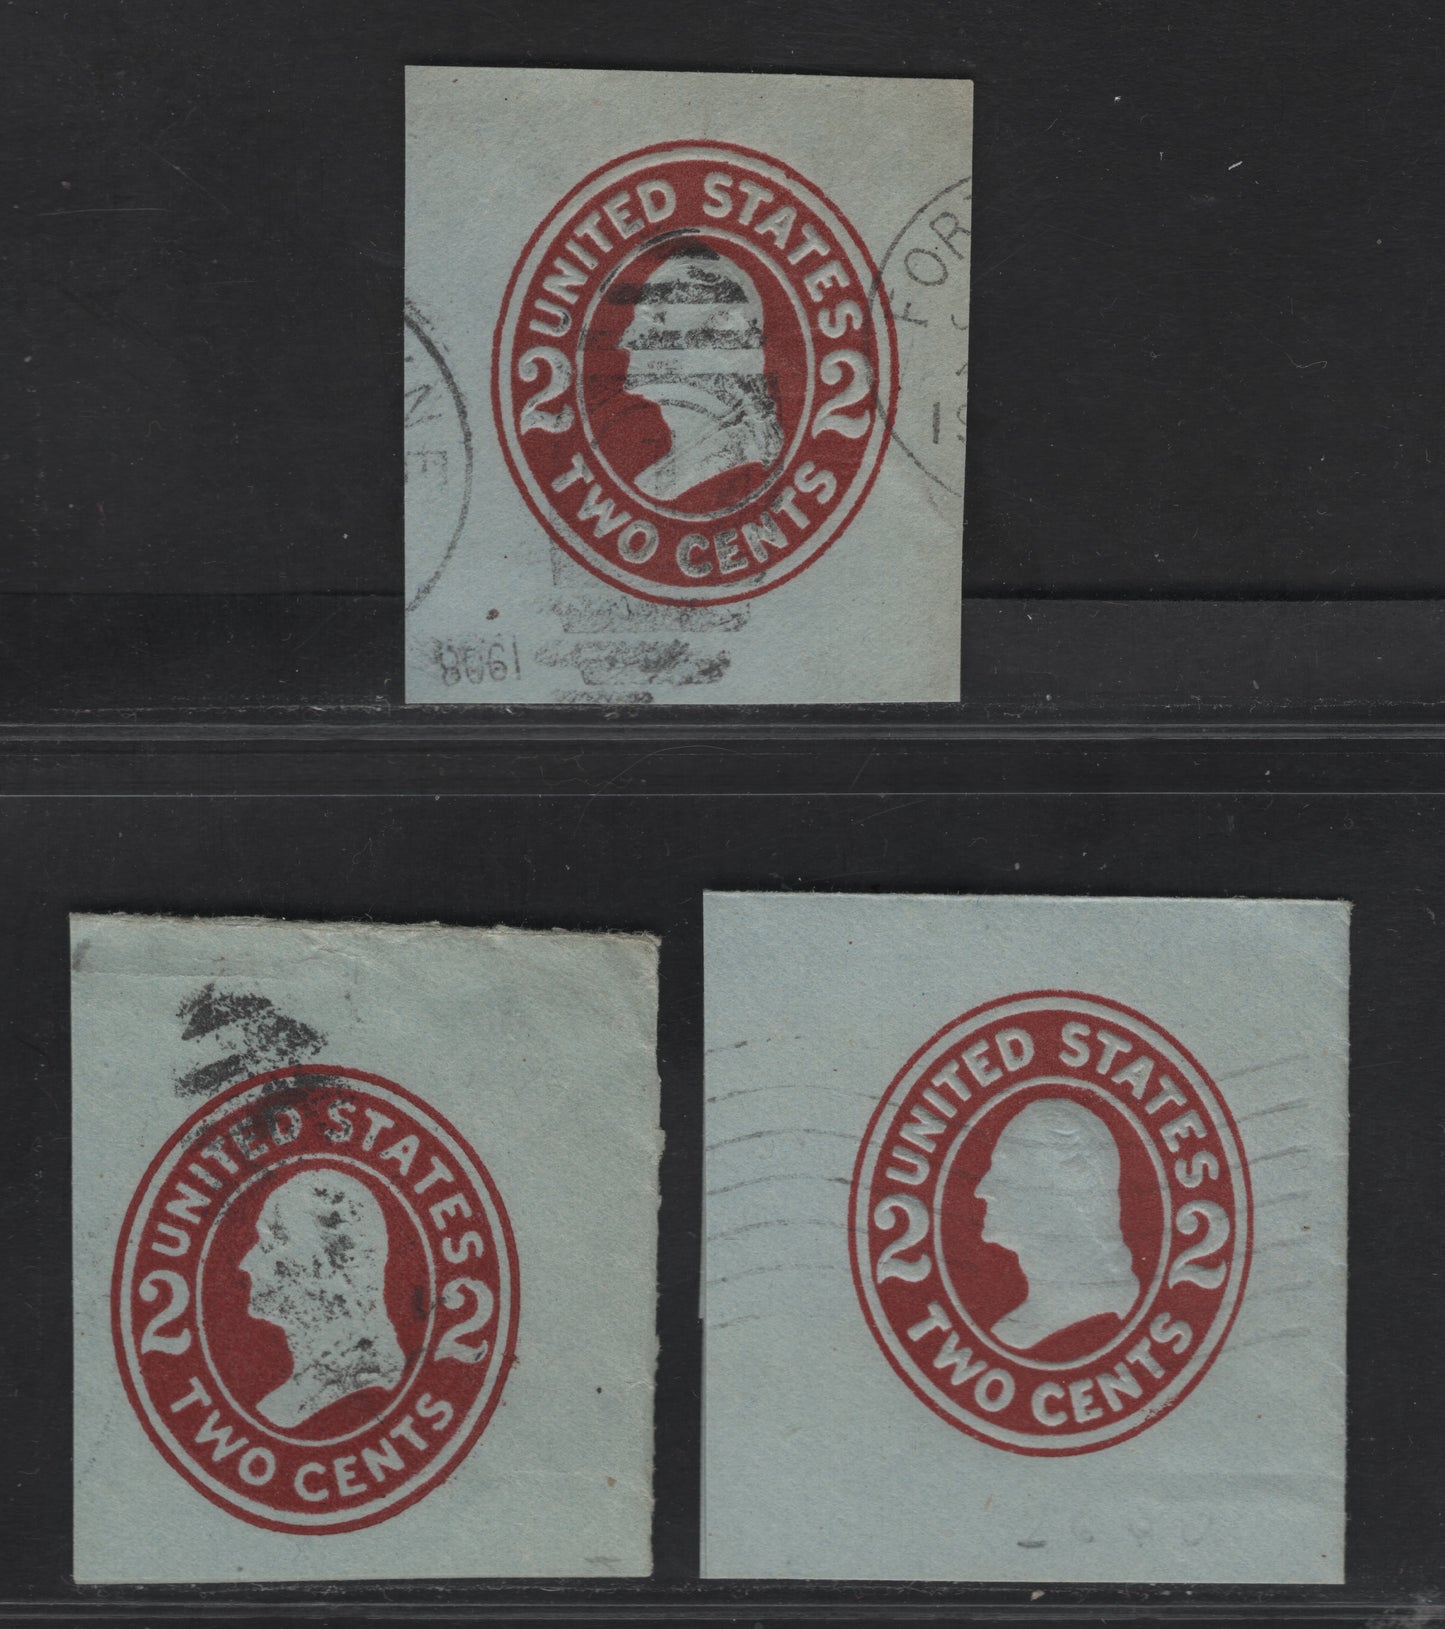 UNITED STATES
2 2
TWO CENTS
FOR
NE
1908
UNITED STATES
2 2
TWO CENTS
UNITED STATES
2 2
TWO CENTS